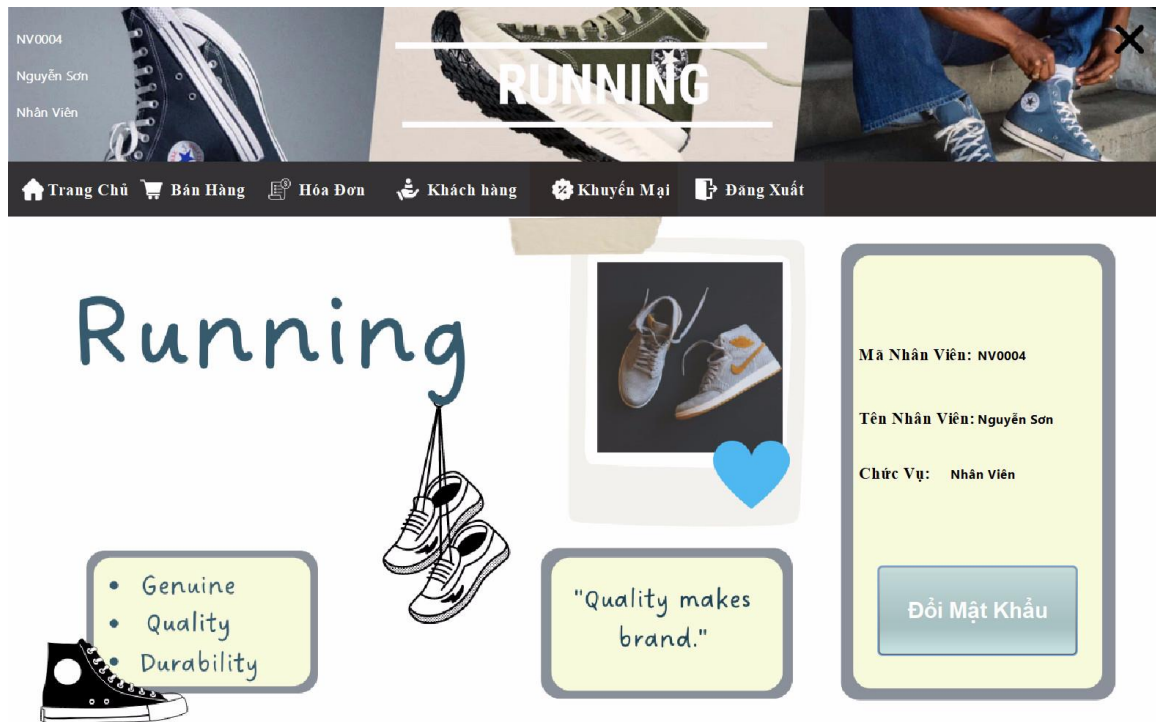 NV0004
Nguyễn Sơn
Nhân Viên
RUNNING
Trang Chủ Bán Hàng Hóa Đơn Khách hàng Khuyến Mại Đăng Xuất
Running
Mã Nhân Viên: NV0004
Tên Nhân Viên: Nguyễn Sơn
Chức Vụ: Nhân Viên
Đổi Mật Khẩu
• Genuine
• Quality
• Durability
"Quality makes
brand."